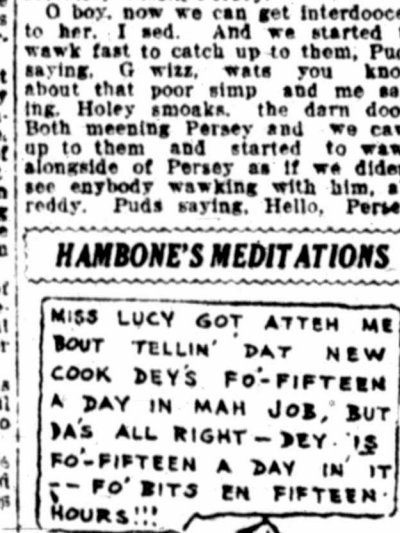 O boy. now we can get interdooce
to her. I sed. And we started
wawk fast to catch up to them, Pud
saying, G wizz, wats you kno
about that poor simp and me sa
ing. Holey smoaks. the darn doo
Both meening Persey and we cav
up to them and started to waw
alongside of Persey as if we diden
see enybody wawking with him, a
reddy. Puds saying. Hello, Perse
HAMBONE'S MEDITATIONS
MISS LUCY GOT ATTEH ME
'BOUT TELLIN' DAT NEW
COOK DEY'S FO'-FIFTEEN
A DAY IN MAH JOB, BUT
DA'S ALL RIGHT — DEY IS
FO'-FIFTEEN A DAY IN' IT
-- FO' BITS EN FIFTEEN
HOURS!!!